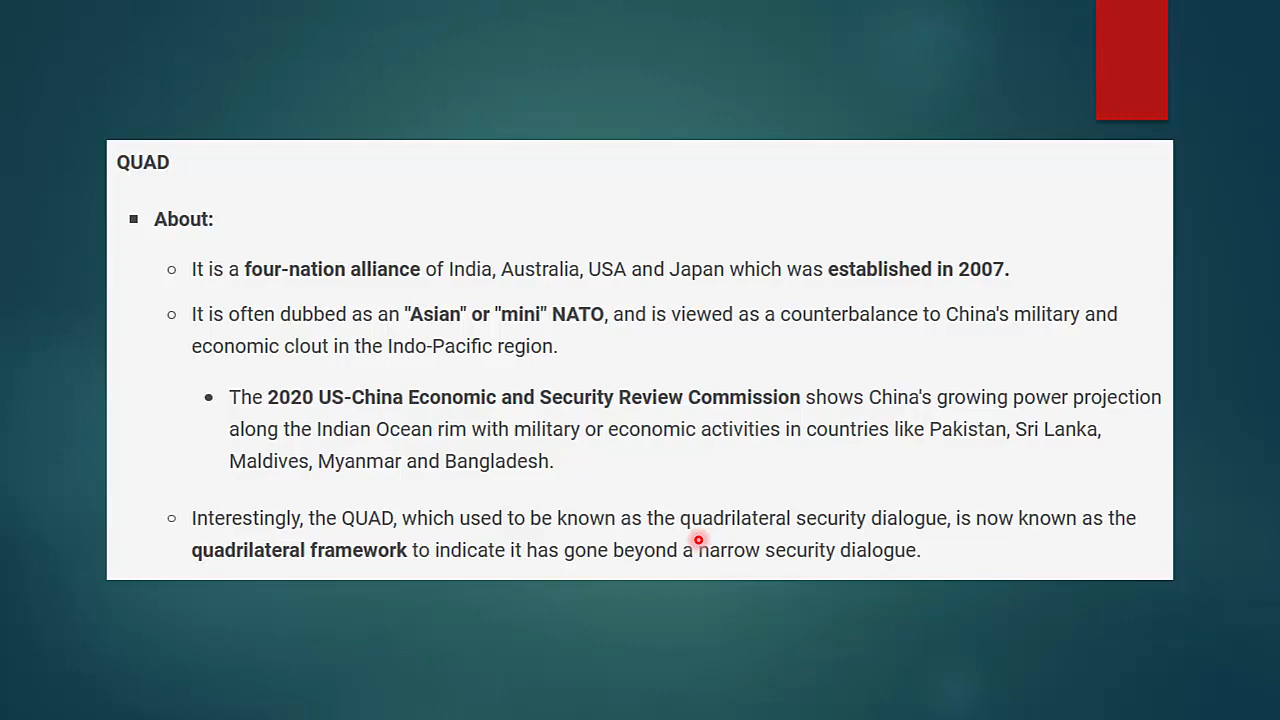 QUAD
About:
It is a four-nation alliance of India, Australia, USA and Japan which was established in 2007.
It is often dubbed as an "Asian" or "mini" NATO, and is viewed as a counterbalance to China's military and
economic clout in the Indo-Pacific region.
The 2020 US-China Economic and Security Review Commission shows China's growing power projection
along the Indian Ocean rim with military or economic activities in countries like Pakistan, Sri Lanka,
Maldives, Myanmar and Bangladesh.
Interestingly, the QUAD, which used to be known as the quadrilateral security dialogue, is now known as the
quadrilateral framework to indicate it has gone beyond a narrow security dialogue.